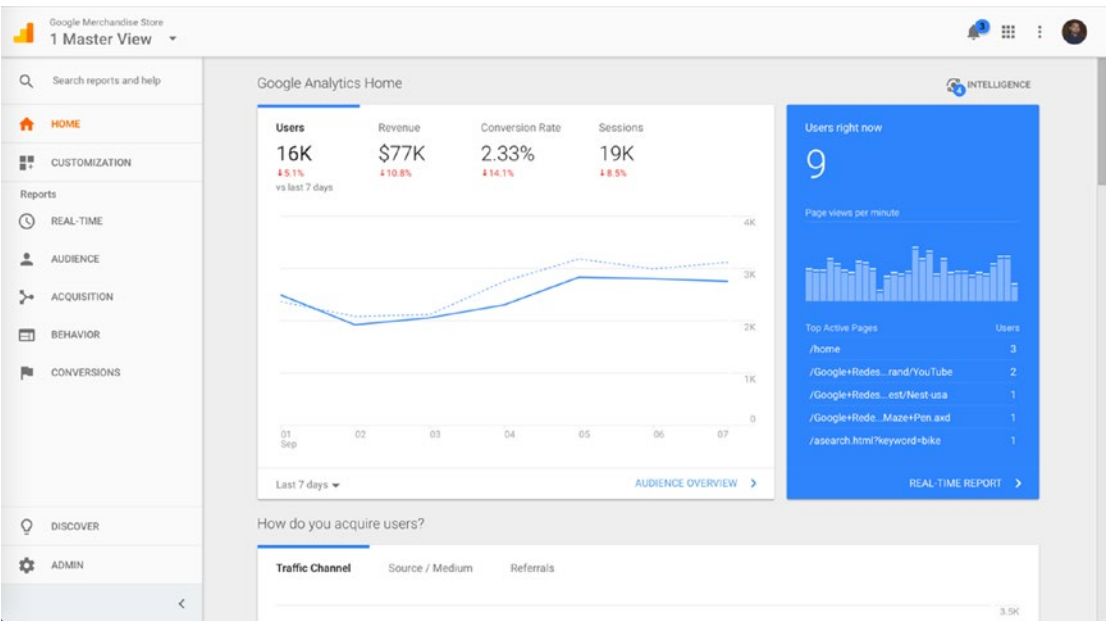 Google Merchandise Store
1 Master View
3
Search reports and help
HOME
CUSTOMIZATION
Reports
REAL-TIME
AUDIENCE
ACQUISITION
BEHAVIOR
CONVERSIONS
DISCOVER
ADMIN
Google Analytics Home
4
INTELLIGENCE
Users
16K
5.1%
vs last 7 days
Revenue
$77K
10.8%
Conversion Rate
2.33%
14.1%
Sessions
19K
8.5%
4K
3K
2K
1K
0
01 02 03 04 05 06 07
Sep
Last 7 days
AUDIENCE OVERVIEW
Users right now
9
Page views per minute
Top Active Pages Users
/home 3
/Google+Redes...rand/YouTube 2
/Google+Redes...est/Nest-usa 1
/Google+Rede...Maze+Pen.axd 1
/asearch.html?keyword=bike 1
REAL-TIME REPORT
How do you acquire users?
Traffic Channel Source / Medium Referrals
3.5K